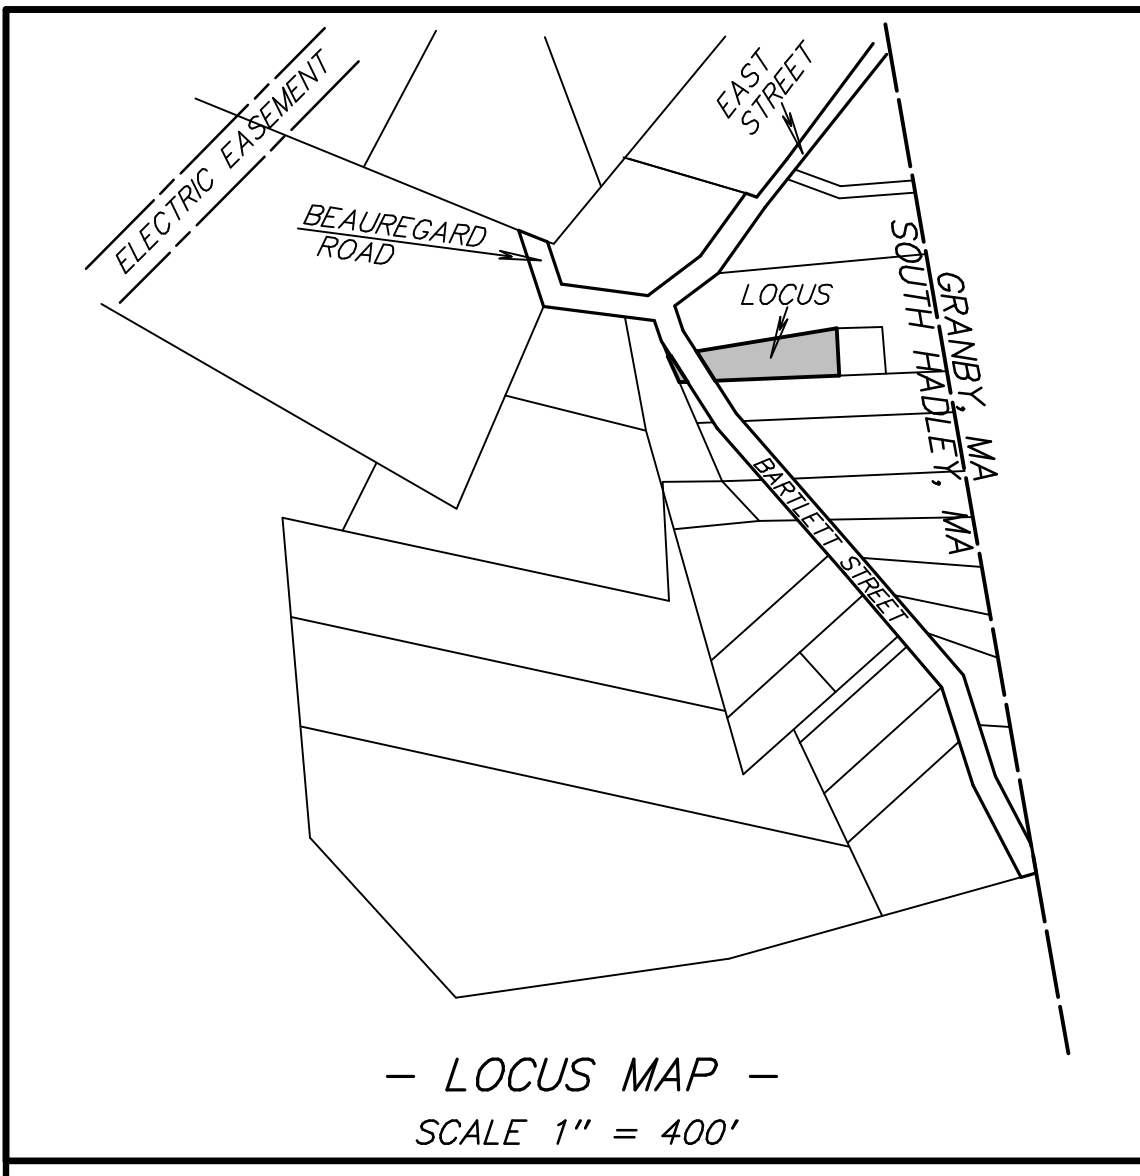 EAST
STREET
ELECTRIC EASEMENT
BEAUREGARD
ROAD
LOCUS
GRANBY, MA
SOUTH HADLEY, MA
BARTLETT STREET
- LOCUS MAP -
SCALE 1" = 400'